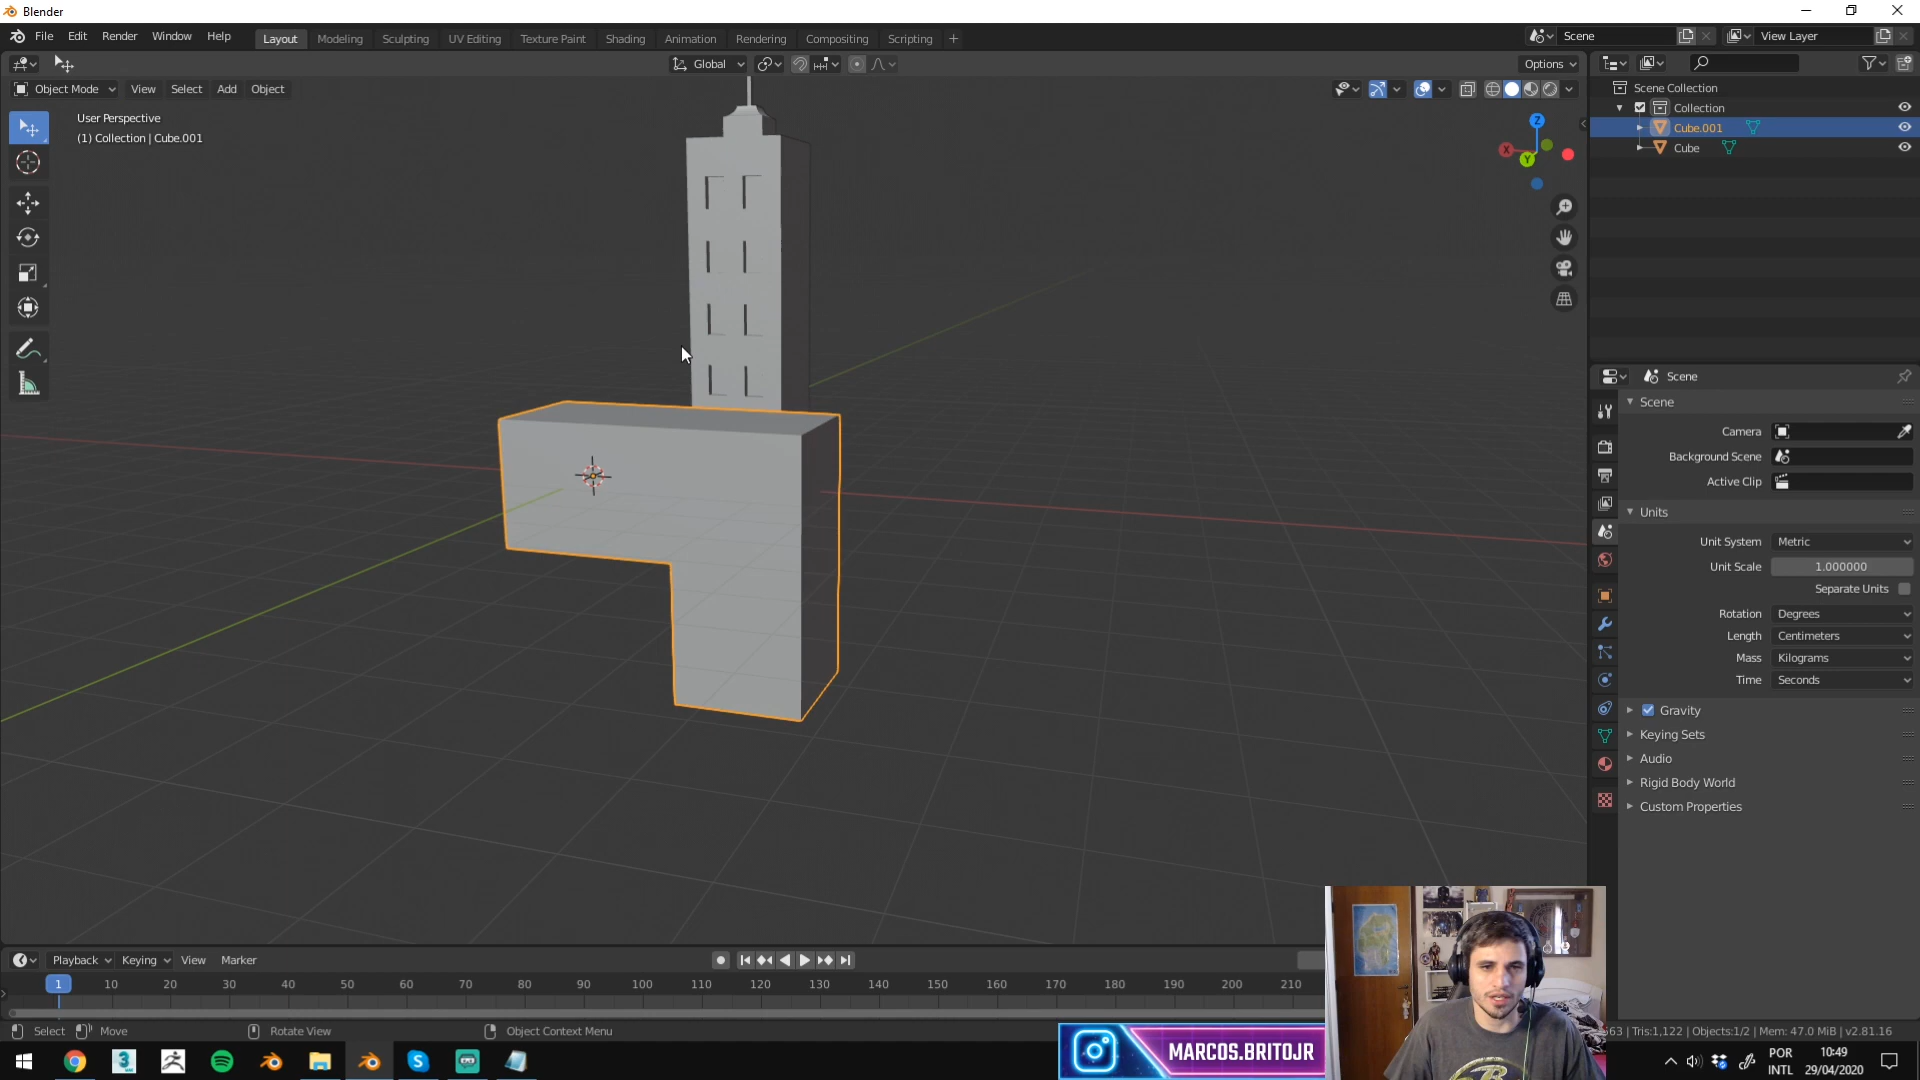 Blender
File Edit Render Window Help
Layout Modeling Sculpting UV Editing Texture Paint Shading Animation Rendering Compositing Scripting +
Scene
View Layer
Global
Options
Object Mode View Select Add Object
User Perspective
(1) Collection | Cube.001
Z
X
Y
Scene Collection
Collection
Cube.001
Cube
Scene
Scene
Camera
Background Scene
Active Clip
Units
Unit System Metric
Unit Scale 1.000000
Separate Units
Rotation Degrees
Length Centimeters
Mass Kilograms
Time Seconds
Gravity
Keying Sets
Audio
Rigid Body World
Custom Properties
Playback Keying View Marker
1 10 20 30 40 50 60 70 80 90 100 110 120 130 140 150 160 170 180 190 200 210
Select Move Rotate View Object Context Menu
63 | Tris:1,122 | Objects:1/2 | Mem: 47.0 MiB | v2.81.16
MARCOS.BRITOJR
POR
INTL
10:49
29/04/2020